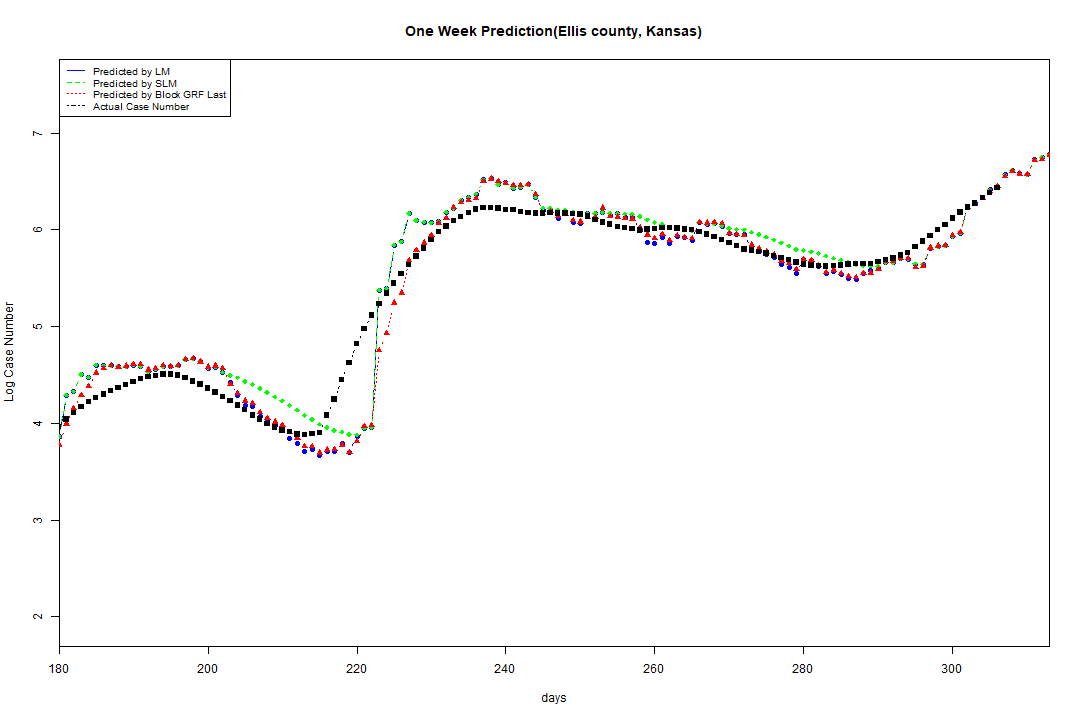 One Week Prediction(Ellis county, Kansas)
Predicted by LM
Predicted by SLM
Predicted by Block GRF Last
Actual Case Number
7
6
5
4
3
2
Log Case Number
180 200 220 240 260 280 300
days